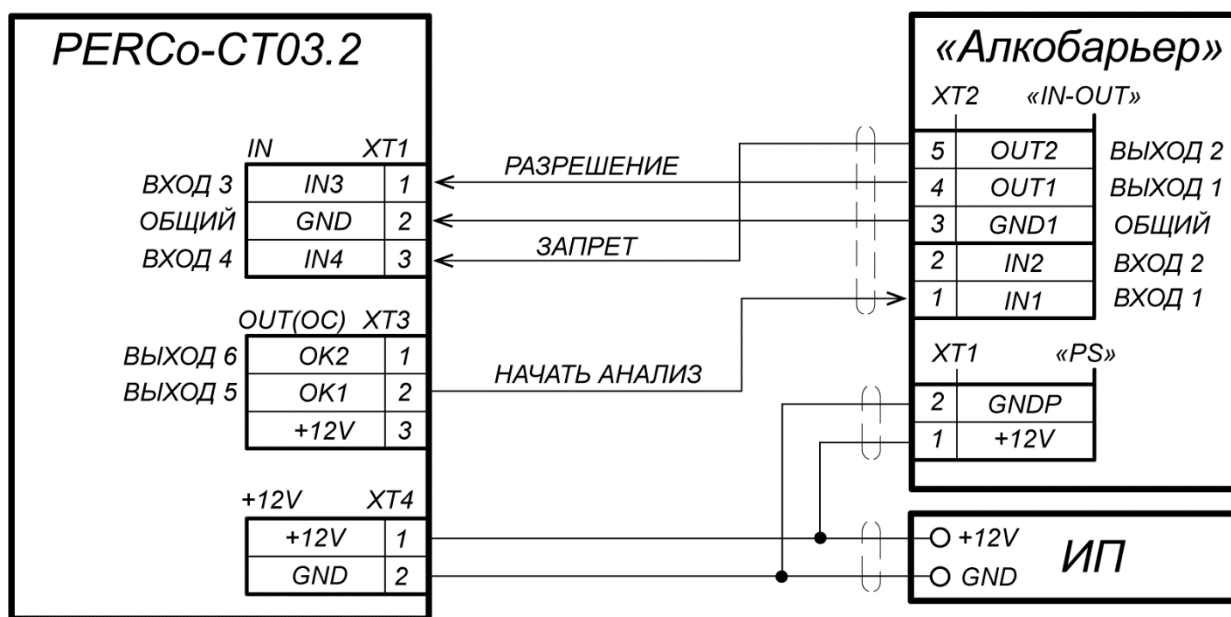 PERCo-CT03.2
IN XT1
ВХОД 3 IN3 1
ОБЩИЙ GND 2
ВХОД 4 IN4 3
OUT(OC) XT3
ВЫХОД 6 OK2 1
ВЫХОД 5 OK1 2
+12V 3
+12V XT4
+12V 1
GND 2
РАЗРЕШЕНИЕ
ЗАПРЕТ
НАЧАТЬ АНАЛИЗ
«Алкобарьер»
XT2 «IN-OUT»
5 OUT2 ВЫХОД 2
4 OUT1 ВЫХОД 1
3 GND1 ОБЩИЙ
2 IN2 ВХОД 2
1 IN1 ВХОД 1
XT1 «PS»
2 GNDP
1 +12V
+12V
GND
ИП